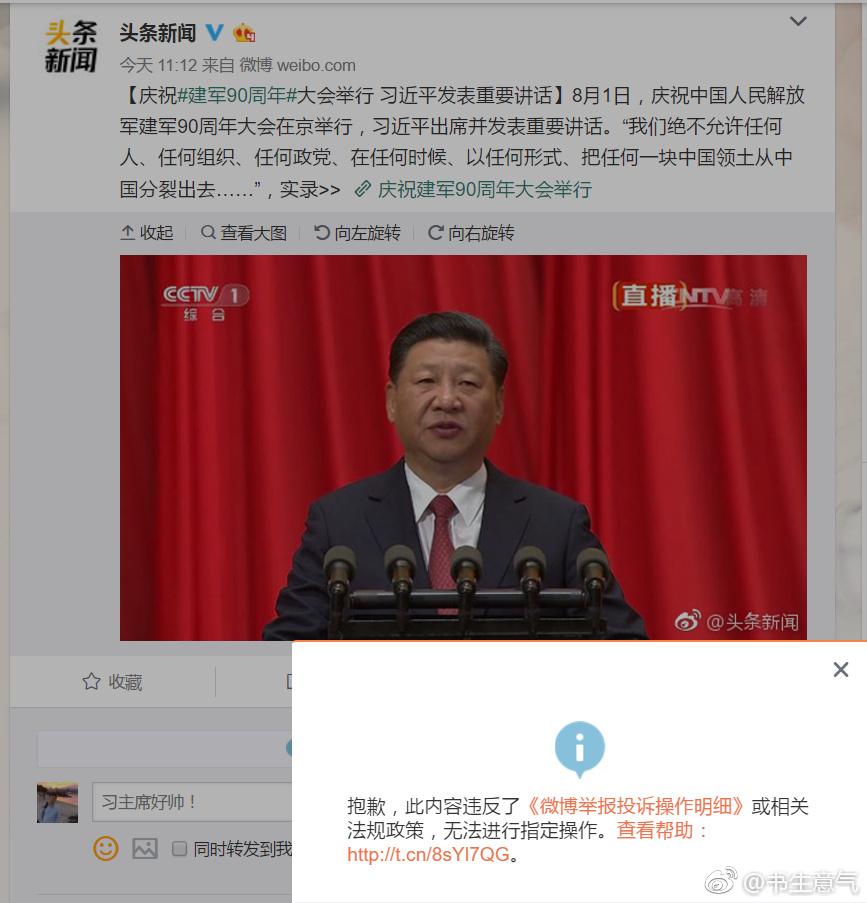 头条
新闻
头条新闻
今天 11:12 来自 微博 weibo.com
【庆祝#建军90周年#大会举行 习近平发表重要讲话】8月1日，庆祝中国人民解放
军建军90周年大会在京举行，习近平出席并发表重要讲话。“我们绝不允许任何
人、任何组织、任何政党、在任何时候、以任何形式、把任何一块中国领土从中
国分裂出去……”，实录>> 庆祝建军90周年大会举行
收起 查看大图 向左旋转 向右旋转
CCTV 1
综合
直播 NTV 高清
@头条新闻
收藏
习主席好帅！
同时转发到我
抱歉，此内容违反了《微博举报投诉操作明细》或相关
法规政策，无法进行指定操作。查看帮助：
http://t.cn/8sYl7QG。
@书生意气